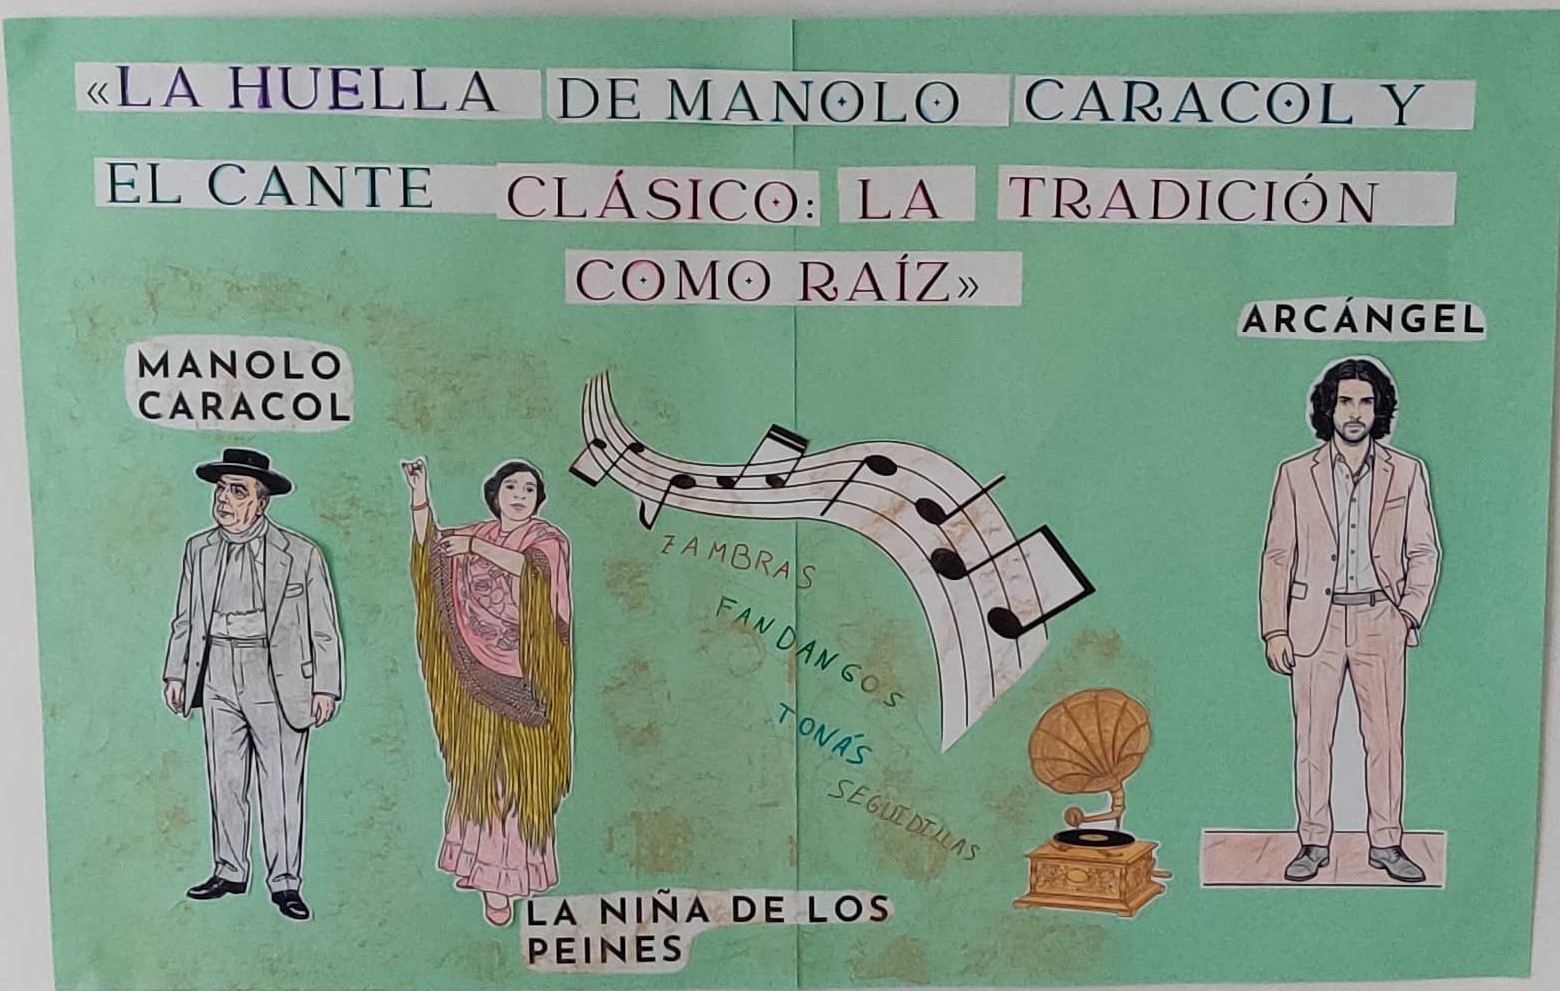 «LA HUELLA DE MANOLO CARACOL Y
EL CANTE CLÁSICO: LA TRADICIÓN
COMO RAÍZ»
ARCÁNGEL
MANOLO
CARACOL
ZAMBRAS
FANDANGOS
TONÁS
SEGUIDILLAS
LA NIÑA DE LOS
PEINES